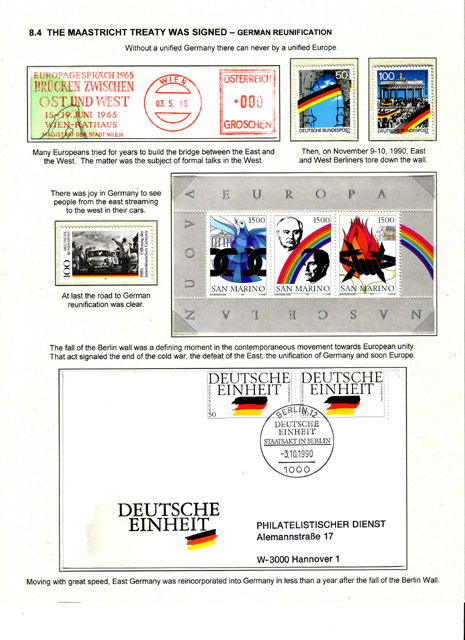 8.4 THE MAASTRICHT TREATY WAS SIGNED – GERMAN REUNIFICATION
Without a unified Germany there can never by a unified Europe.
EUROPAGESPRÄCH 1965
BRÜCKEN ZWISCHEN
OST UND WEST
15.-19. JUNI 1965
WIEN-RATHAUS
MAGISTRAT DER STADT WIEN
WIEN
03.5.65
ÖSTERREICH
000
GROSCHEN
50
DEUTSCHE BUNDESPOST
100
DEUTSCHE BUNDESPOST
Many Europeans tried for years to build the bridge between the East and
the West. The matter was the subject of formal talks in the West.
Then, on November 9-10, 1990, East
and West Berliners tore down the wall.
There was joy in Germany to see
people from the east streaming
to the west in their cars.
100
At last the road to German
reunification was clear.
NUOVA EUROPA
NASCE LA
1500
SAN MARINO
1500
SAN MARINO
1500
SAN MARINO
The fall of the Berlin wall was a defining moment in the contemporaneous movement towards European unity.
That act signaled the end of the cold war, the defeat of the East, the unification of Germany and soon Europe.
DEUTSCHE
EINHEIT
50
DEUTSCHE
EINHEIT
BERLIN 12
DEUTSCHE
EINHEIT
STAATSAKT IN BERLIN
-3.10.1990
1000
DEUTSCHE
EINHEIT
PHILATELISTISCHER DIENST
Alemannstraße 17
W-3000 Hannover 1
Moving with great speed, East Germany was reincorporated into Germany in less than a year after the fall of the Berlin Wall.